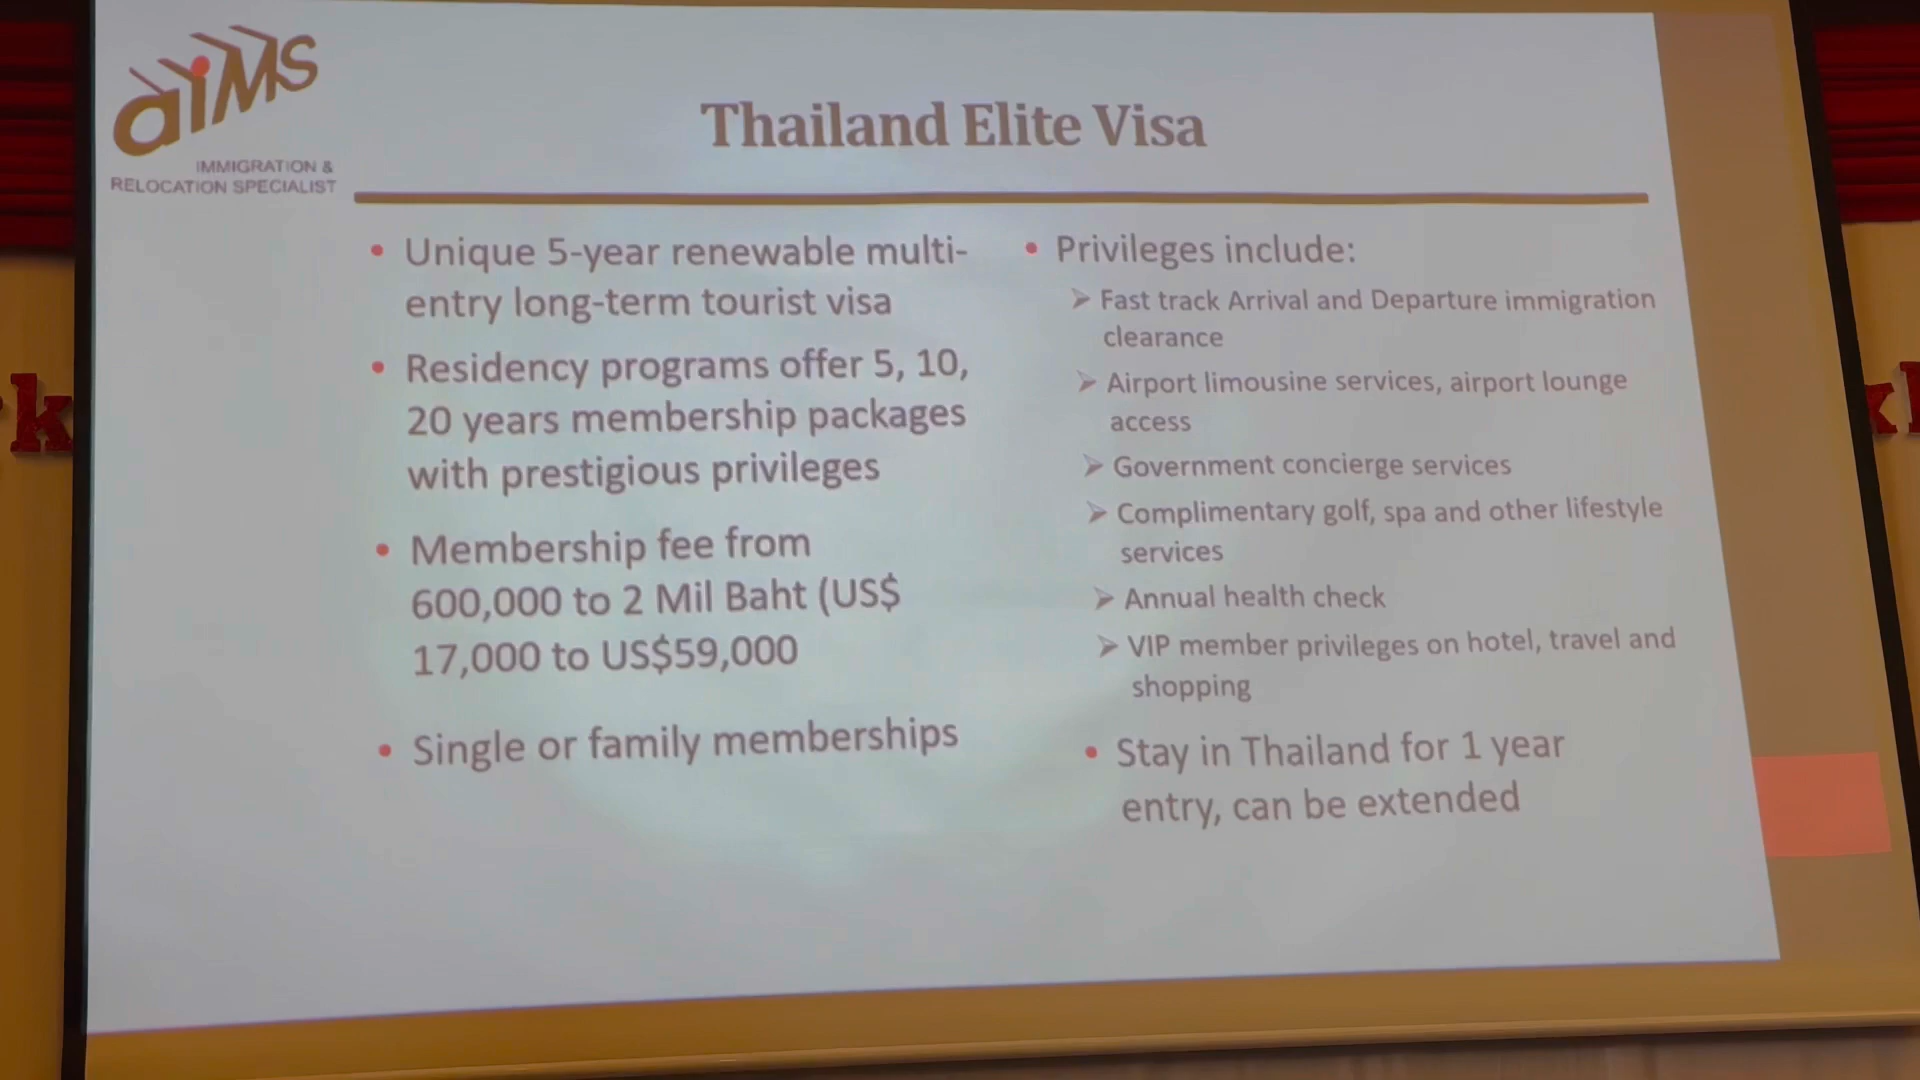 aiMS
IMMIGRATION &
RELOCATION SPECIALIST
Thailand Elite Visa
• Unique 5-year renewable multi-
entry long-term tourist visa
• Residency programs offer 5, 10,
20 years membership packages
with prestigious privileges
• Membership fee from
600,000 to 2 Mil Baht (US$
17,000 to US$59,000
• Single or family memberships
• Privileges include:
➢ Fast track Arrival and Departure immigration
clearance
➢ Airport limousine services, airport lounge
access
➢ Government concierge services
➢ Complimentary golf, spa and other lifestyle
services
➢ Annual health check
➢ VIP member privileges on hotel, travel and
shopping
• Stay in Thailand for 1 year
entry, can be extended
k